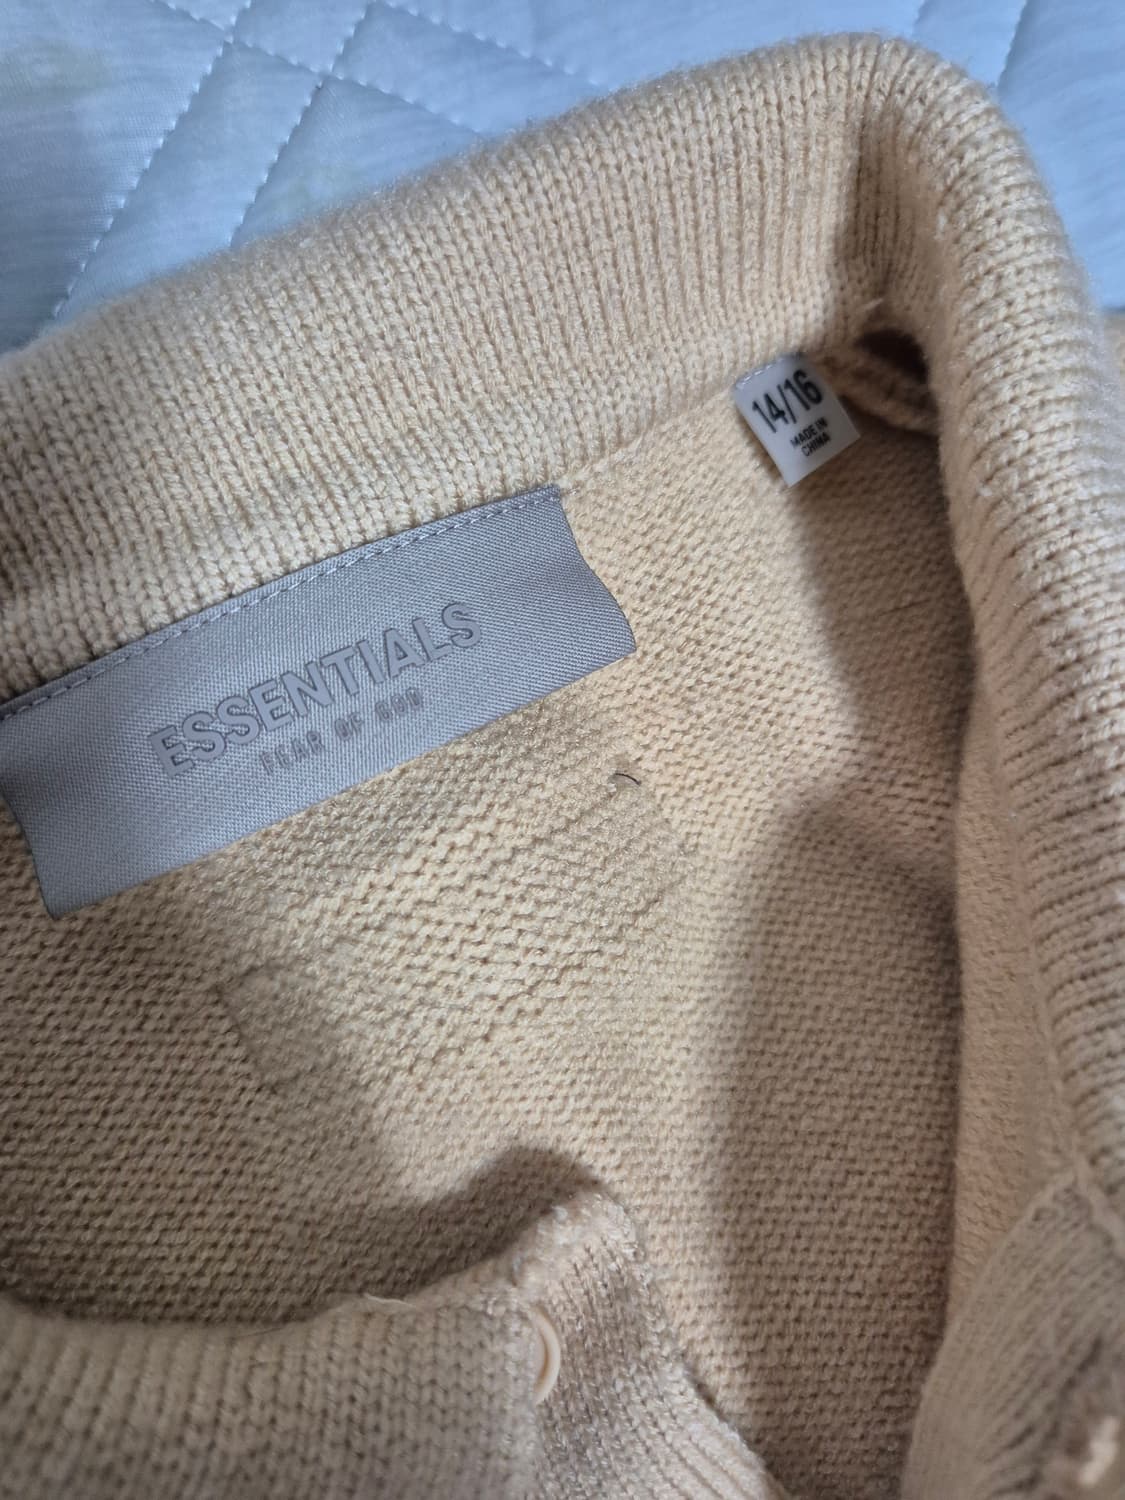 14/16
MADE IN
CHINA
ESSENTIALS
FEAR OF GOD